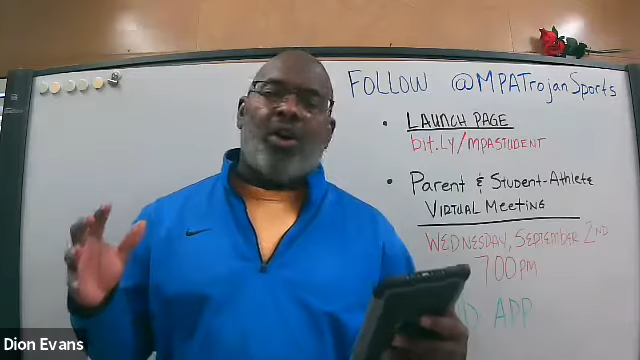 FOLLOW @MPATrojanSports
• LAUNCH PAGE
bit.Ly/mpastudent
• Parent & Student-Athlete
VIRTUAL MEETING
WEDNESDAY, SEPTEMBER 2ND
7:00PM
APP
Dion Evans